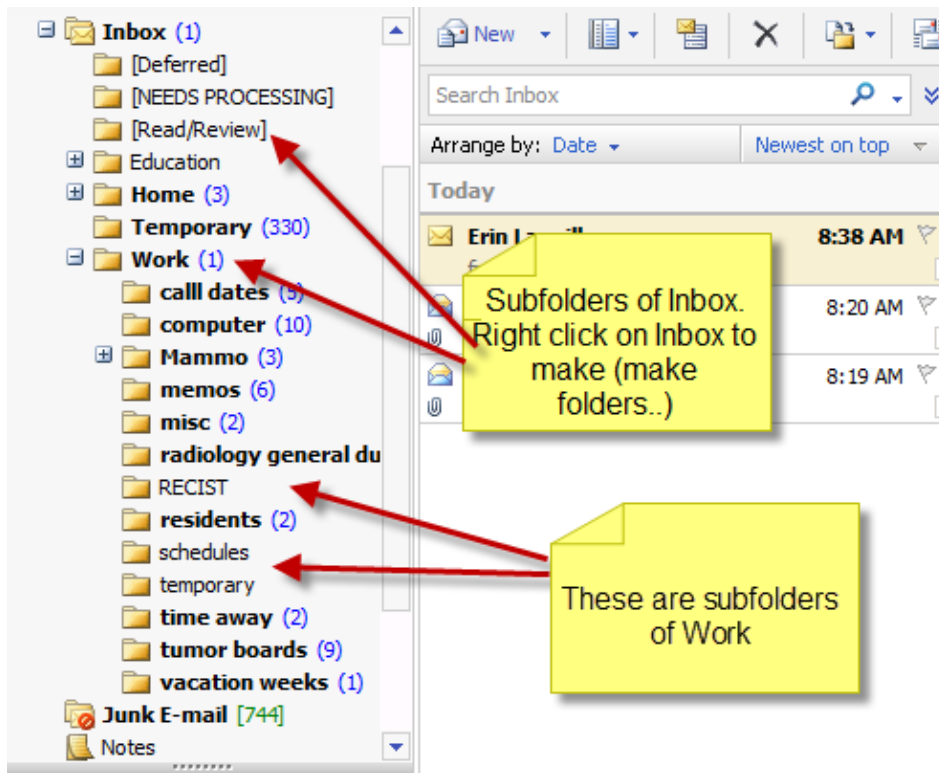 Inbox (1)
[Deferred]
[NEEDS PROCESSING]
[Read/Review]
Education
Home (3)
Temporary (330)
Work (1)
calll dates (5)
computer (10)
Mammo (3)
memos (6)
misc (2)
radiology general du
RECIST
residents (2)
schedules
temporary
time away (2)
tumor boards (9)
vacation weeks (1)
Junk E-mail [744]
Notes
New
Search Inbox
Arrange by: Date
Newest on top
Today
Erin
8:38 AM
8:20 AM
8:19 AM
Subfolders of Inbox.
Right click on Inbox to
make (make
folders..)
These are subfolders
of Work